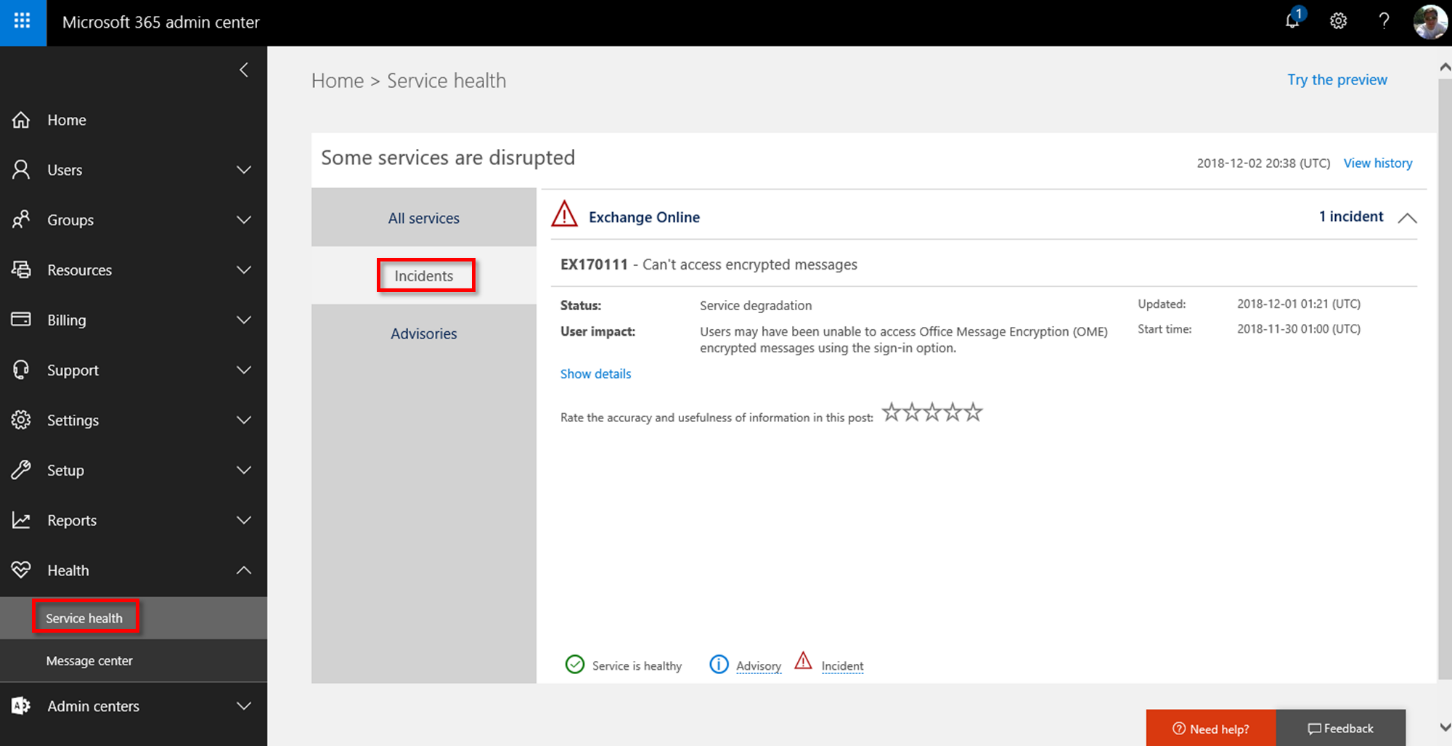 Microsoft 365 admin center
1
?
Home > Service health
Try the preview
Home
Users
Groups
Resources
Billing
Support
Settings
Setup
Reports
Health
Service health
Message center
Admin centers
Some services are disrupted
2018-12-02 20:38 (UTC) View history
All services
Incidents
Advisories
Exchange Online
1 incident
EX170111 - Can't access encrypted messages
Status: Service degradation
Updated: 2018-12-01 01:21 (UTC)
User impact: Users may have been unable to access Office Message Encryption (OME)
encrypted messages using the sign-in option.
Start time: 2018-11-30 01:00 (UTC)
Show details
Rate the accuracy and usefulness of information in this post:
Service is healthy Advisory Incident
Need help? Feedback